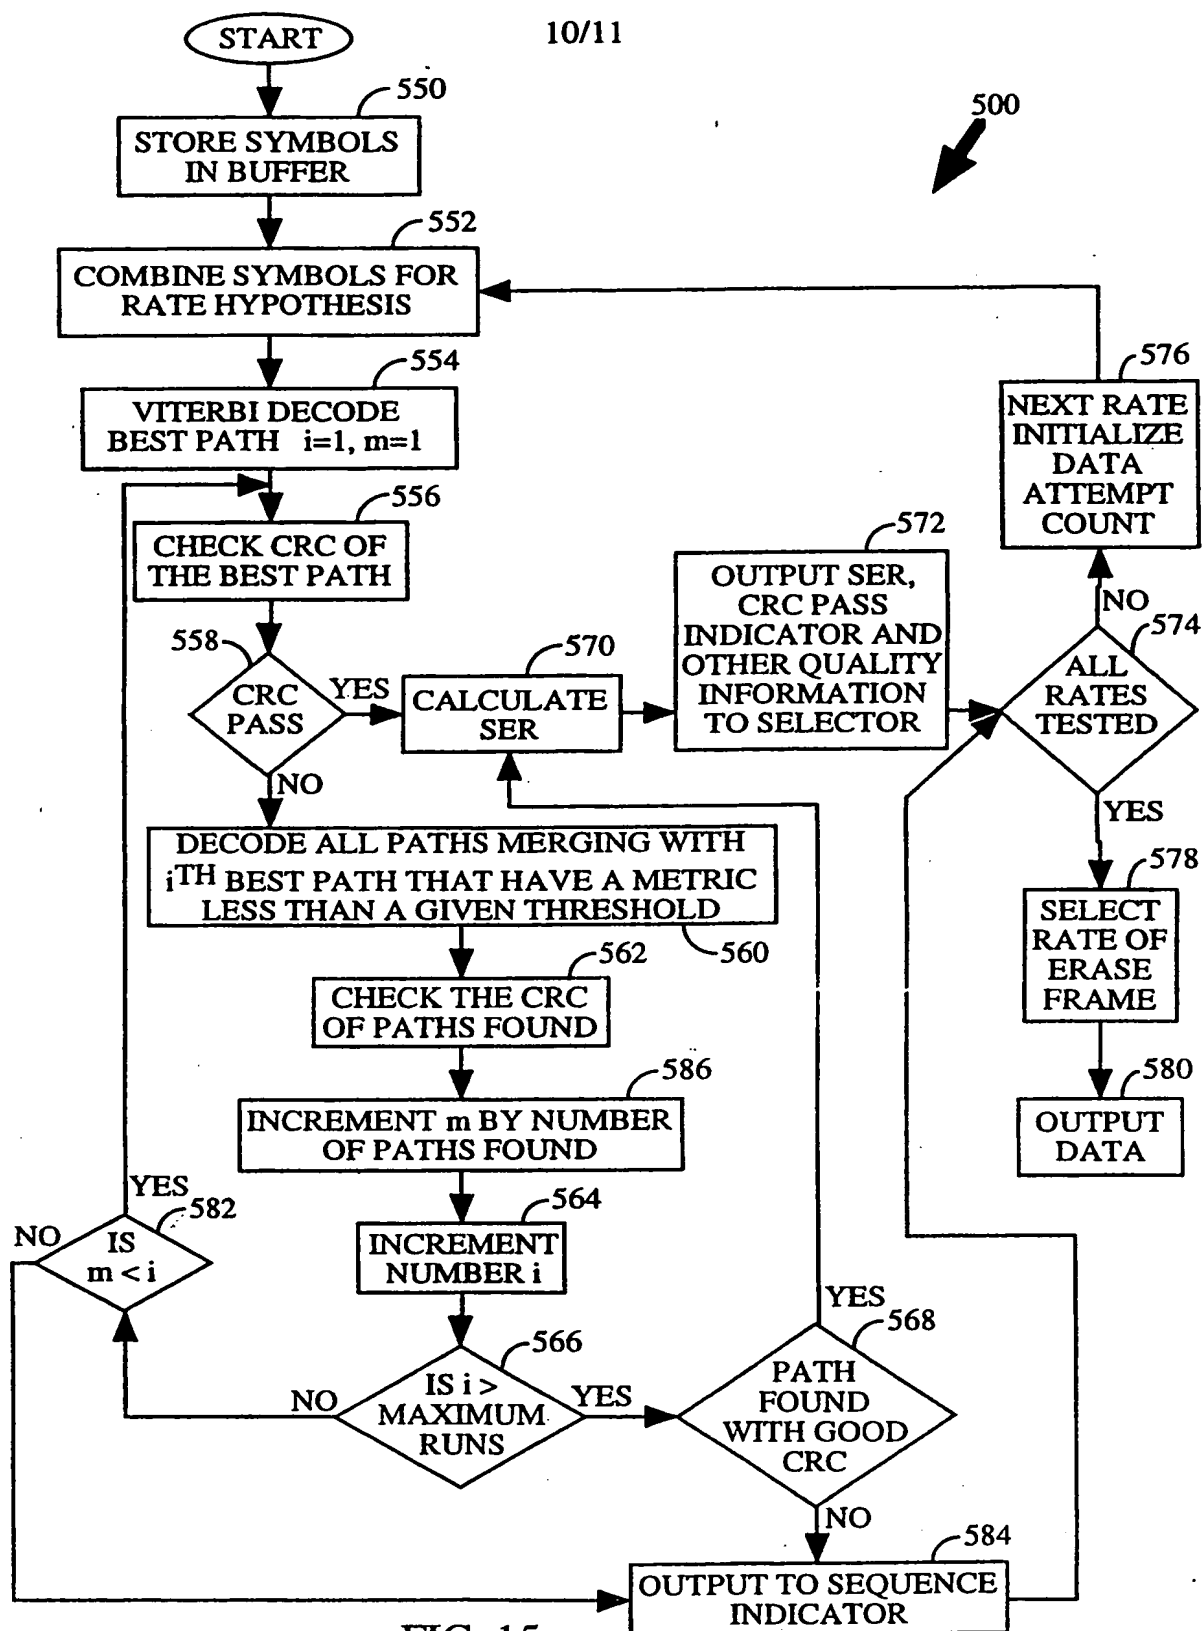 10/11
START
500
550
STORE SYMBOLS
IN BUFFER
552
COMBINE SYMBOLS FOR
RATE HYPOTHESIS
554
VITERBI DECODE
BEST PATH i=1, m=1
556
CHECK CRC OF
THE BEST PATH
558
CRC
PASS
YES
NO
570
CALCULATE
SER
572
OUTPUT SER,
CRC PASS
INDICATOR AND
OTHER QUALITY
INFORMATION
TO SELECTOR
576
NEXT RATE
INITIALIZE
DATA
ATTEMPT
COUNT
NO
574
ALL
RATES
TESTED
YES
578
SELECT
RATE OF
ERASE
FRAME
580
OUTPUT
DATA
DECODE ALL PATHS MERGING WITH
iTH BEST PATH THAT HAVE A METRIC
LESS THAN A GIVEN THRESHOLD
560
562
CHECK THE CRC
OF PATHS FOUND
586
INCREMENT m BY NUMBER
OF PATHS FOUND
564
INCREMENT
NUMBER i
YES
582
NO
IS
m < i
566
NO
IS i >
MAXIMUM
RUNS
YES
YES
568
PATH
FOUND
WITH GOOD
CRC
NO
584
OUTPUT TO SEQUENCE
INDICATOR
FIG. 15